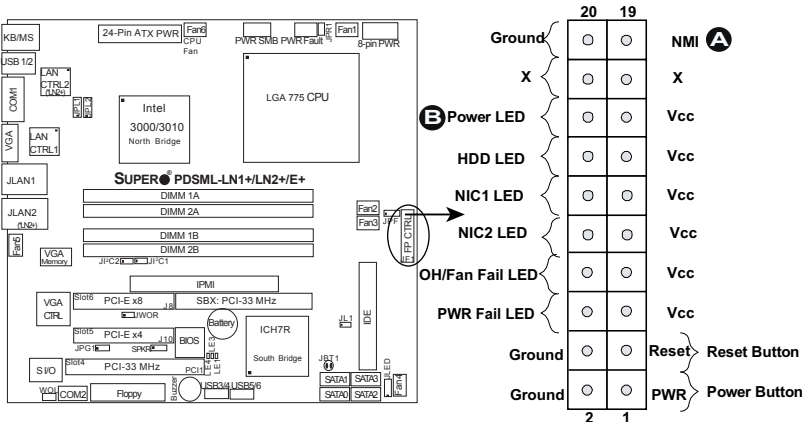 KB/MS
24-Pin ATX PWR
Fan6
CPU
Fan
PWR SMB
PWR Fault
JPR1
Fan1
8-pin PWR
USB 1/2
LAN
CTRL2
(*LN2+)
JPL1
JPL2
COM1
Intel
3000/3010
North Bridge
LGA 775 CPU
VGA
LAN
CTRL1
JLAN1
SUPER PDSML-LN1+/LN2+/E+
DIMM 1A
DIMM 2A
JLAN2
(*LN2+)
Fan2
Fan3
JPF
FP CTRL
JF1
Fan5
DIMM 1B
DIMM 2B
VGA
Memory
JI²C2
JI²C1
IPMI
VGA
CTRL
Slot6
PCI-E x8
J8
SBX: PCI-33 MHz
JWOR
Battery
ICH7R
South Bridge
JL1
IDE
Slot5
PCI-E x4
J10
BIOS
JPG1
SPKR
LE3
LE4
LE1
S I/O
Slot4
PCI-33 MHz
PCI1
JBT1
JLED
WOL
COM2
Floppy
Buzzer
USB3/4
USB5/6
SATA1
SATA3
SATA0
SATA2
Fan4
20 19
Ground NMI A
X X
B Power LED Vcc
HDD LED Vcc
NIC1 LED Vcc
NIC2 LED Vcc
OH/Fan Fail LED Vcc
PWR Fail LED Vcc
Ground Reset Reset Button
Ground PWR Power Button
2 1